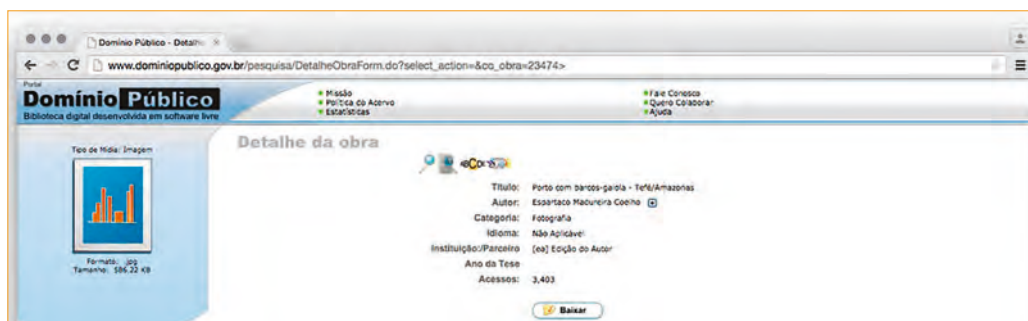 Domínio Público - Detalhe
www.dominiopublico.gov.br/pesquisa/DetalheObraForm.do?select_action=&co_obra=23474>
Portal
Domínio Público
Biblioteca digital desenvolvida em software livre
Missão
Política do Acervo
Estatísticas
Fale Conosco
Quero Colaborar
Ajuda
Tipo de Mídia: Imagem
Formato: .jpg
Tamanho: 586.22 KB
Detalhe da obra
Título: Porto com barcos-gaiola - Tefé/Amazonas
Autor: Espartaco Madureira Coelho
Categoria: Fotografia
Idioma: Não Aplicável
Instituição:/Parceiro [ea] Edição do Autor
Ano da Tese
Acessos: 3,403
Baixar